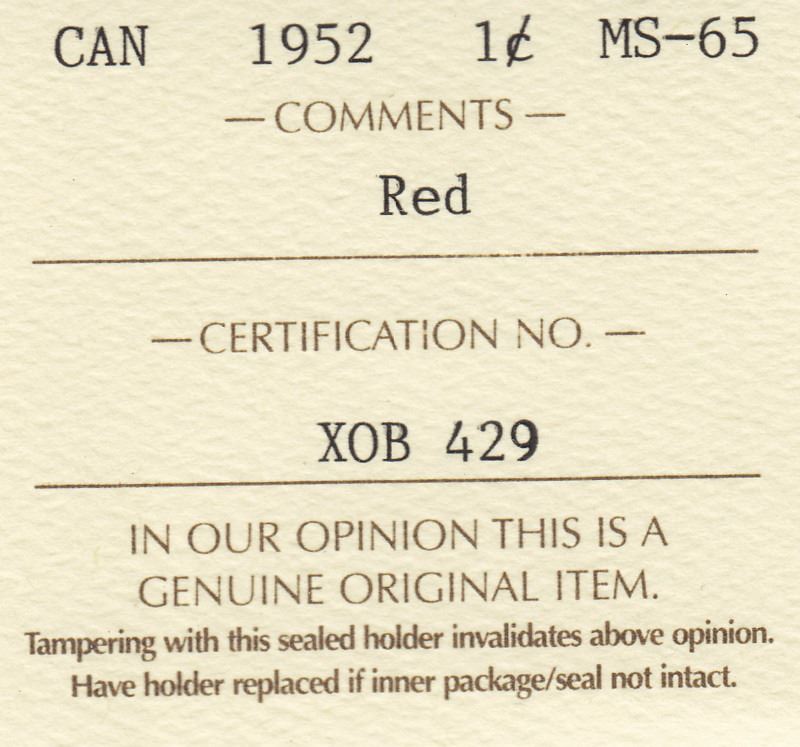 CAN 1952 1¢ MS-65
— COMMENTS —
Red
— CERTIFICATION NO. —
XOB 429
IN OUR OPINION THIS IS A
GENUINE ORIGINAL ITEM.
Tampering with this sealed holder invalidates above opinion.
Have holder replaced if inner package/seal not intact.